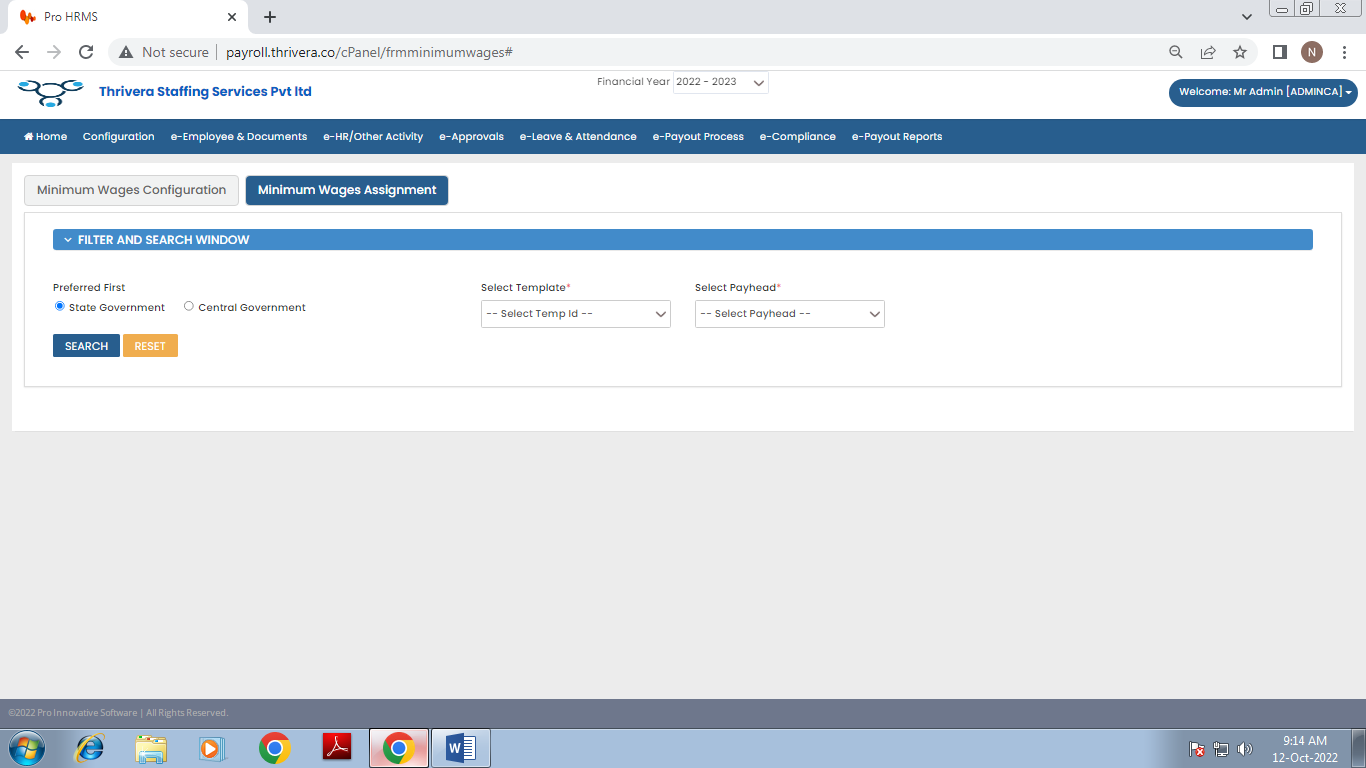 Pro HRMS
Not secure payroll.thrivera.co/cPanel/frmminimumwages#
N
Thrivera Staffing Services Pvt ltd
Financial Year 2022 - 2023
Welcome: Mr Admin [ADMINCA]
Home Configuration e-Employee & Documents e-HR/Other Activity e-Approvals e-Leave & Attendance e-Payout Process e-Compliance e-Payout Reports
Minimum Wages Configuration Minimum Wages Assignment
FILTER AND SEARCH WINDOW
Preferred First Select Template* Select Payhead*
State Government Central Government -- Select Temp Id -- -- Select Payhead --
SEARCH RESET
©2022 Pro Innovative Software | All Rights Reserved.
W
9:14 AM
12-Oct-2022